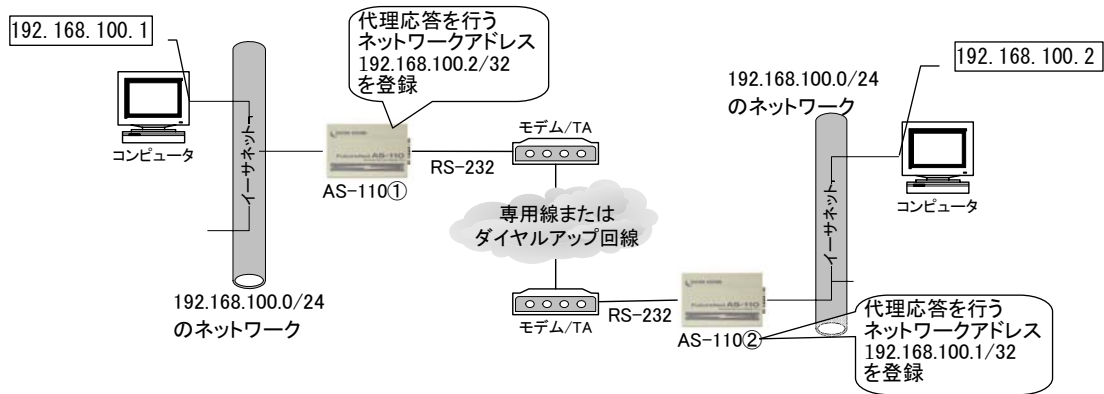 192.168.100.1
代理応答を行う
ネットワークアドレス
192.168.100.2/32
を登録
192.168.100.2
192.168.100.0/24
のネットワーク
コンピュータ
イーサネット
AS-110①
RS-232
モデム/TA
コンピュータ
イーサネット
専用線または
ダイヤルアップ回線
192.168.100.0/24
のネットワーク
モデム/TA
RS-232
FutureNet AS-110
AS-110②
代理応答を行う
ネットワークアドレス
192.168.100.1/32
を登録